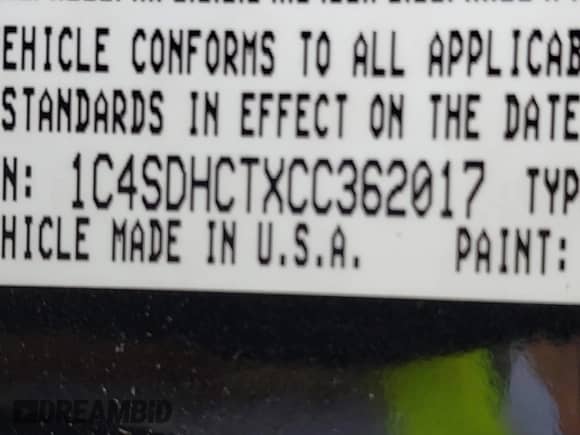 EHICLE CONFORMS TO ALL APPLICAB
STANDARDS IN EFFECT ON THE DATE
N: 1C4SDHCTXCC362017 TYP
HICLE MADE IN U.S.A. PAINT:
DREAMBID